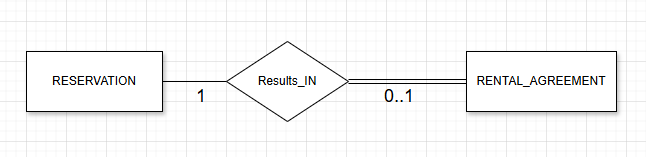 RESERVATION
1
Results_IN
0..1
RENTAL_AGREEMENT